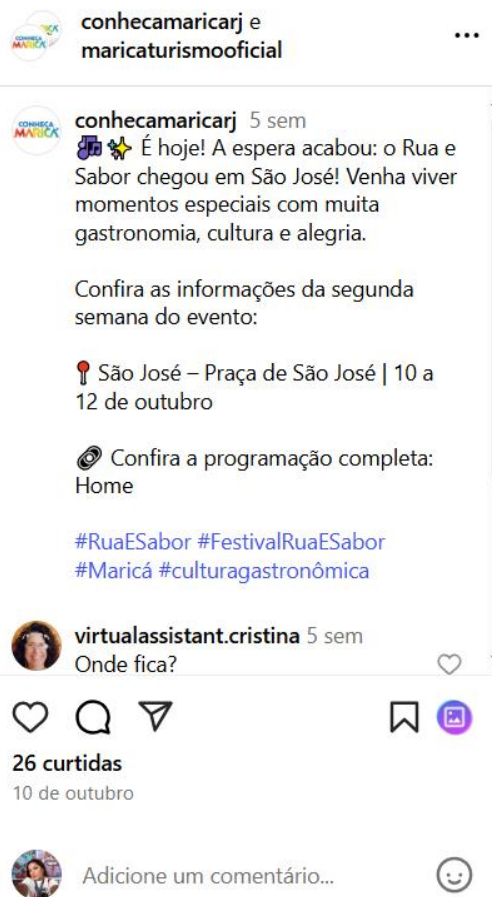 conhecamaricarj e
maricaturismooficial
CONHEÇA
MARICÁ
conhecamaricarj 5 sem
É hoje! A espera acabou: o Rua e
Sabor chegou em São José! Venha viver
momentos especiais com muita
gastronomia, cultura e alegria.
Confira as informações da segunda
semana do evento:
São José – Praça de São José | 10 a
12 de outubro
Confira a programação completa:
Home
#RuaESabor #FestivalRuaESabor
#Maricá #culturagastronômica
virtualassistant.cristina 5 sem
Onde fica?
26 curtidas
10 de outubro
Adicione um comentário...